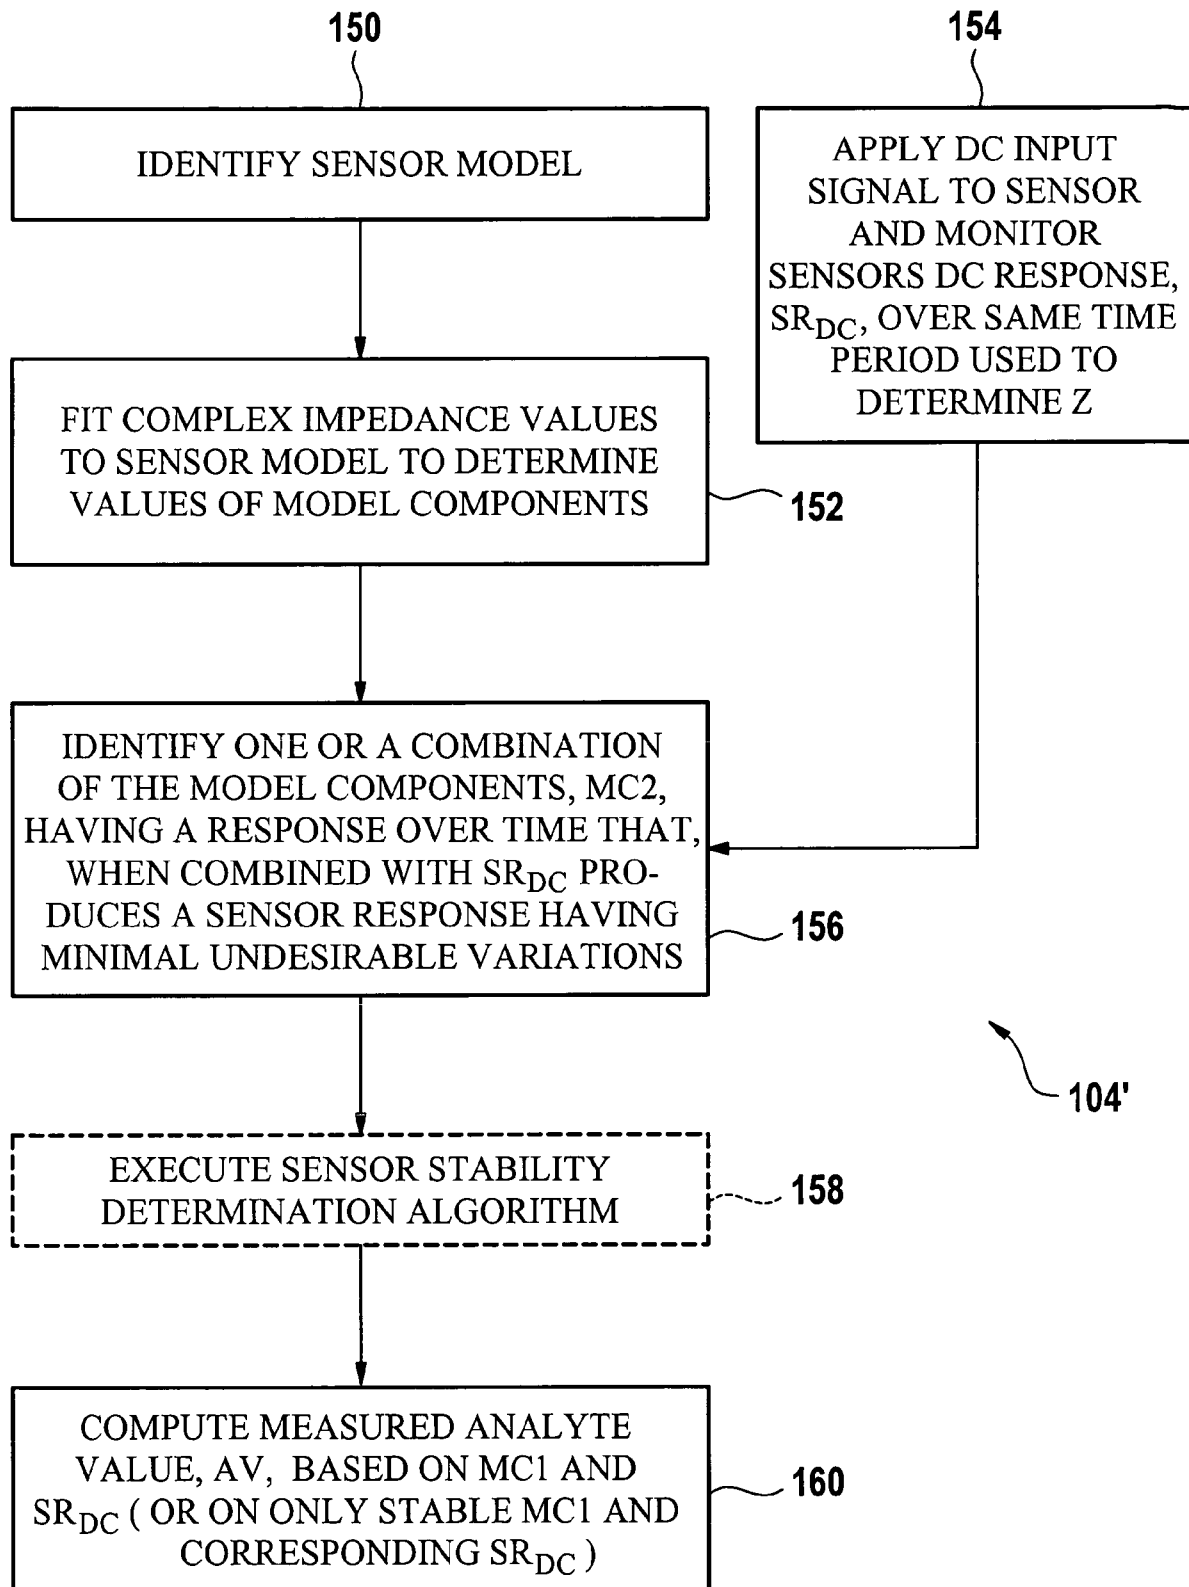 150
IDENTIFY SENSOR MODEL
154
APPLY DC INPUT
SIGNAL TO SENSOR
AND MONITOR
SENSORS DC RESPONSE,
SRDC, OVER SAME TIME
PERIOD USED TO
DETERMINE Z
FIT COMPLEX IMPEDANCE VALUES
TO SENSOR MODEL TO DETERMINE
VALUES OF MODEL COMPONENTS
152
IDENTIFY ONE OR A COMBINATION
OF THE MODEL COMPONENTS, MC2,
HAVING A RESPONSE OVER TIME THAT,
WHEN COMBINED WITH SRDC PRO-
DUCES A SENSOR RESPONSE HAVING
MINIMAL UNDESIRABLE VARIATIONS
156
104'
EXECUTE SENSOR STABILITY
DETERMINATION ALGORITHM
158
COMPUTE MEASURED ANALYTE
VALUE, AV, BASED ON MC1 AND
SRDC ( OR ON ONLY STABLE MC1 AND
CORRESPONDING SRDC )
160